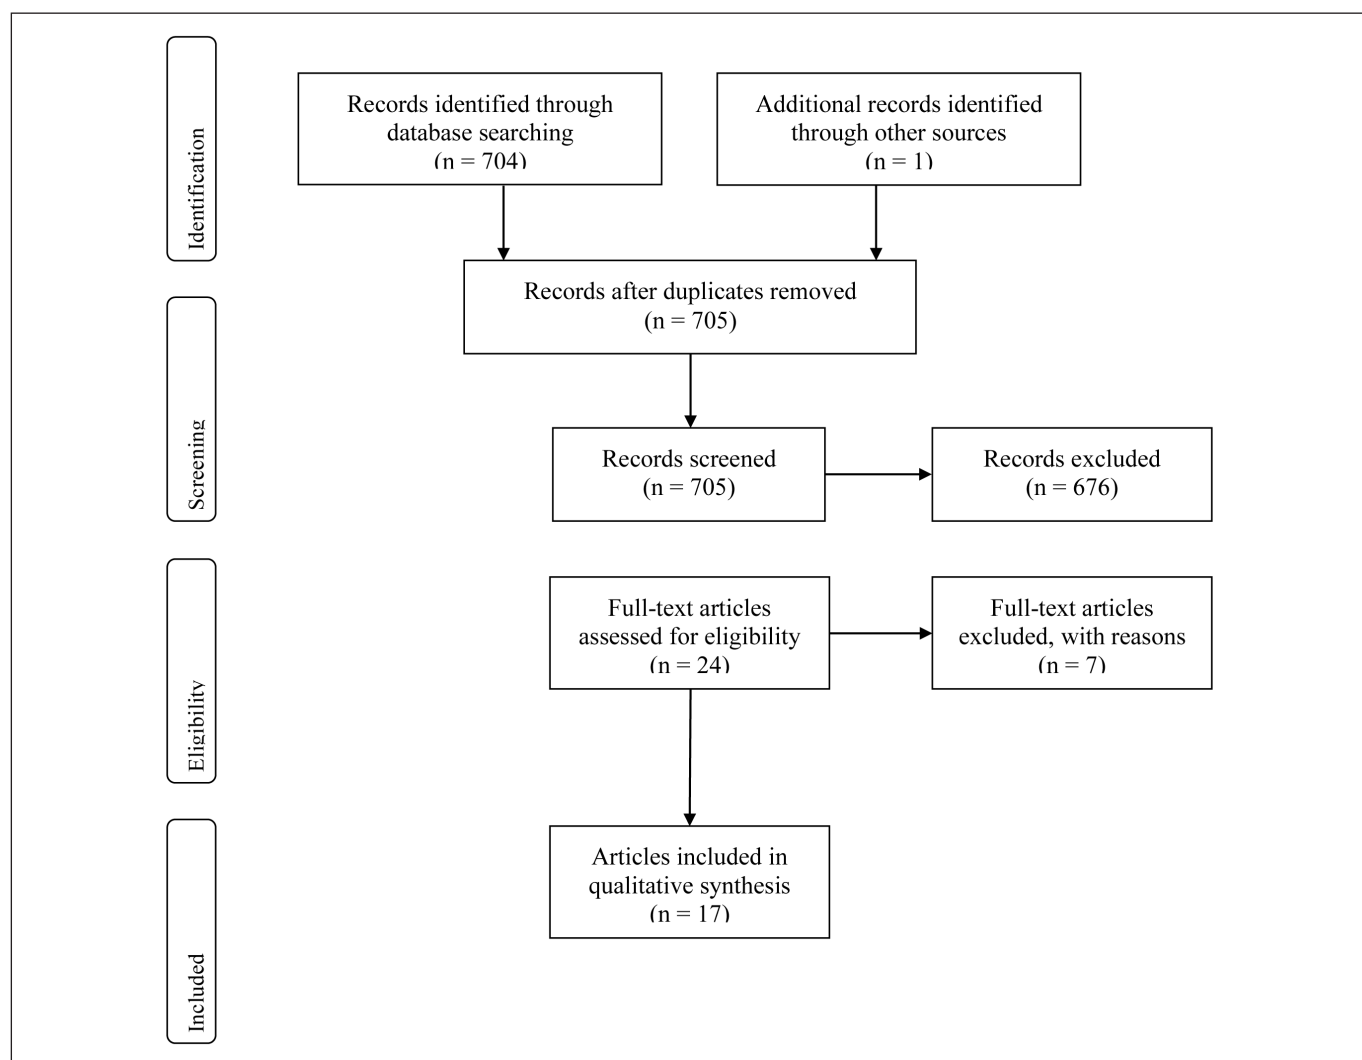 Identification
Records identified through
database searching
(n = 704)
Additional records identified
through other sources
(n = 1)
Records after duplicates removed
(n = 705)
Screening
Records screened
(n = 705)
Records excluded
(n = 676)
Eligibility
Full-text articles
assessed for eligibility
(n = 24)
Full-text articles
excluded, with reasons
(n = 7)
Included
Articles included in
qualitative synthesis
(n = 17)